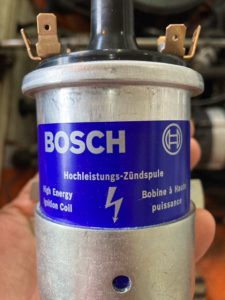 BOSCH
Hochleistungs-Zündspule
High Energy
Ignition Coil
Bobine à Haute
puissance